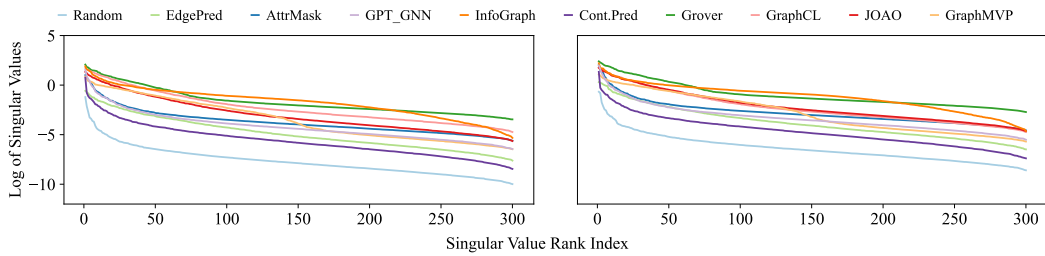 Random EdgePred AttrMask GPT_GNN InfoGraph Cont.Pred Grover GraphCL JOAO GraphMVP
Log of Singular Values
5
0
−5
−10
0 50 100 150 200 250 300
0 50 100 150 200 250 300
Singular Value Rank Index